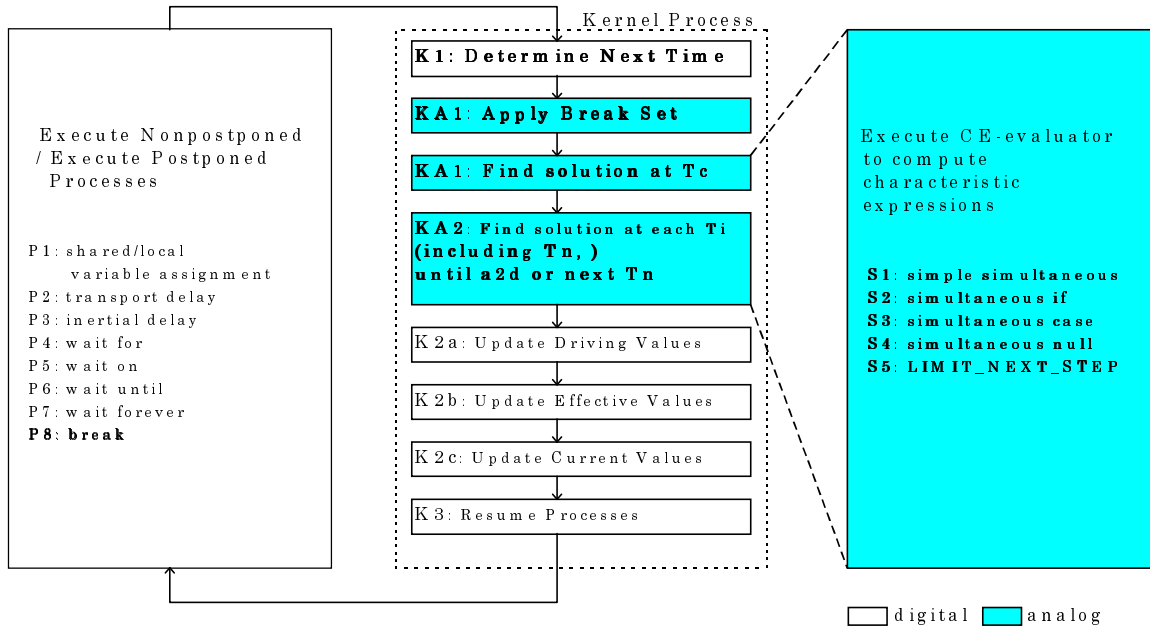 Kernel Process
Execute Nonpostponed
/ Execute Postponed
Processes
P1: shared/local
variable assignment
P2: transport delay
P3: inertial delay
P4: wait for
P5: wait on
P6: wait until
P7: wait forever
P8: break
K1: Determine Next Time
KA1: Apply Break Set
KA1: Find solution at Tc
KA2: Find solution at each Ti
(including Tn, )
until a2d or next Tn
K2a: Update Driving Values
K2b: Update Effective Values
K2c: Update Current Values
K3: Resume Processes
Execute CE-evaluator
to compute
characteristic
expressions
S1: simple simultaneous
S2: simultaneous if
S3: simultaneous case
S4: simultaneous null
S5: LIMIT_NEXT_STEP
digital
analog